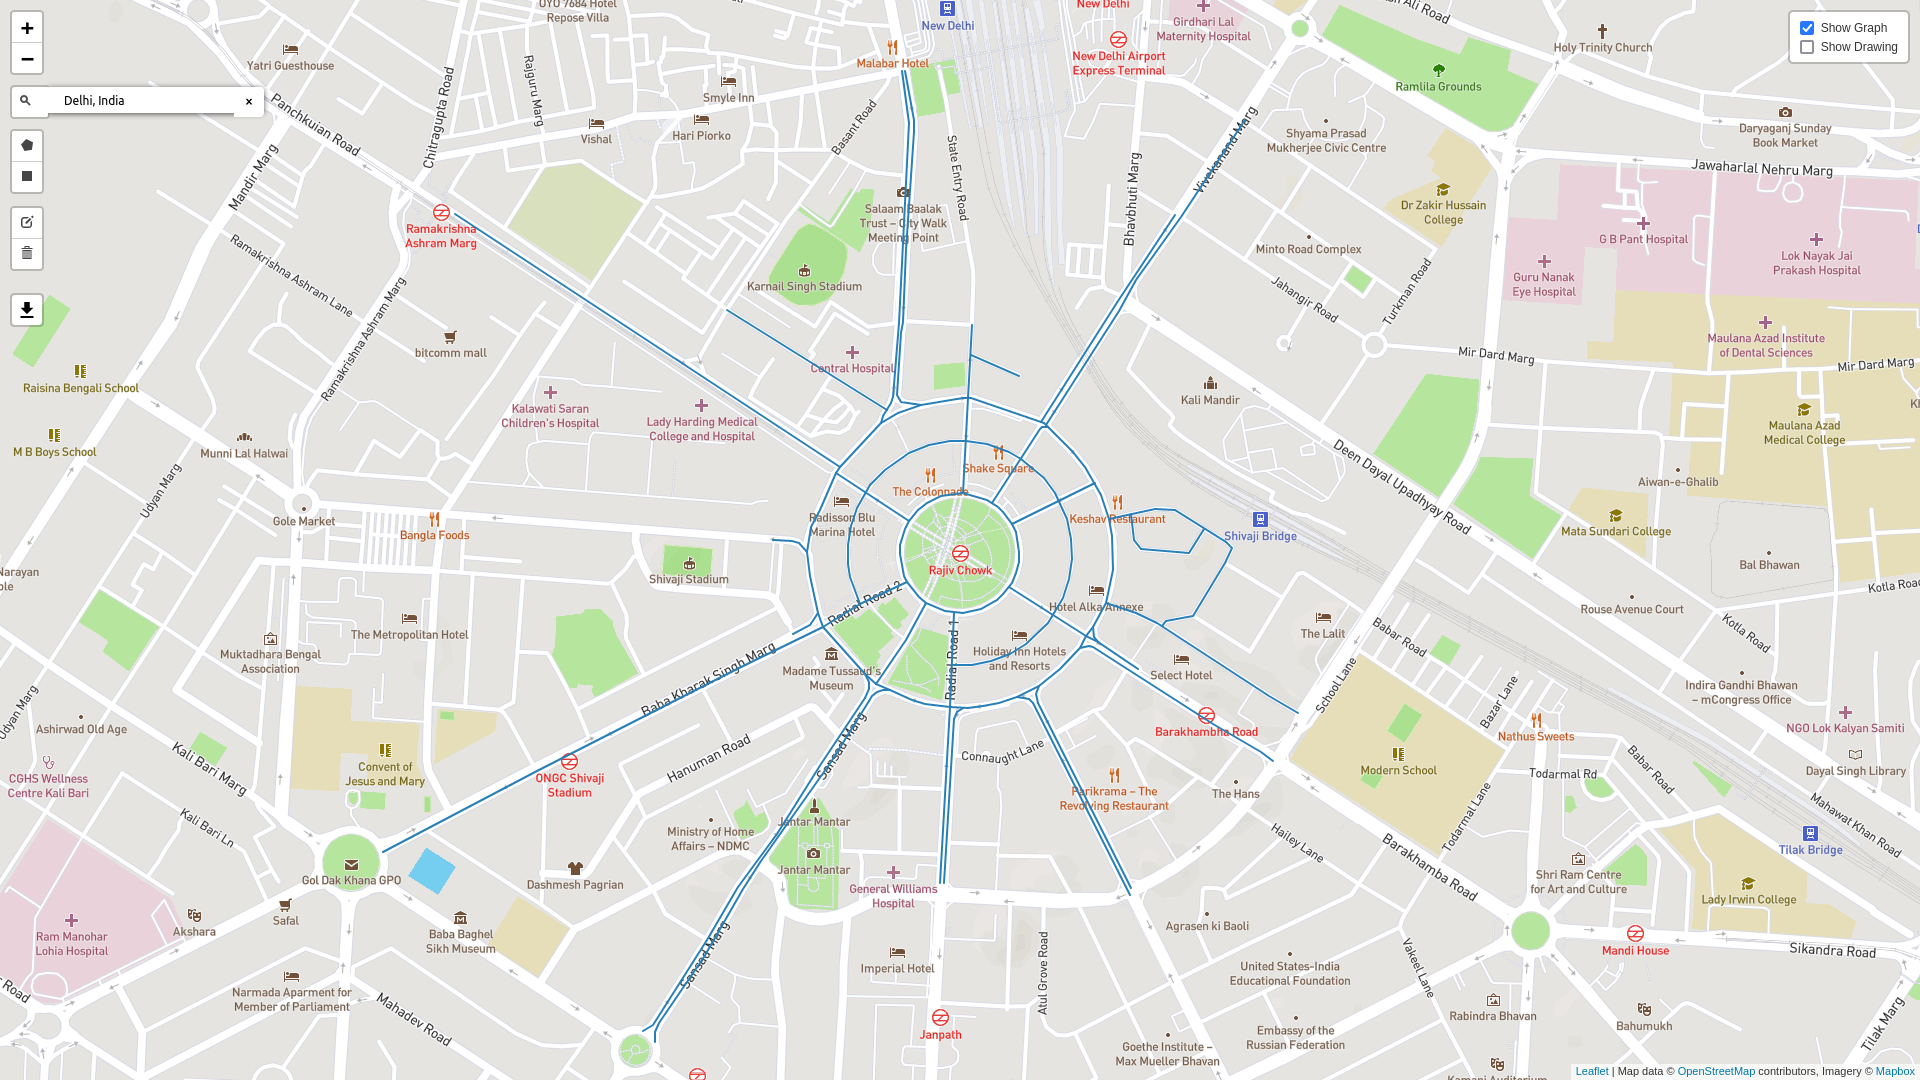 OYO 7684 Hotel
Repose Villa
New Delhi
New Delhi
Girdhari Lal
Maternity Hospital
Ali Road
Show Graph
Show Drawing
+
−
Yatri Guesthouse
Rajguru Marg
Chitragupta Road
Malabar Hotel
New Delhi Airport
Express Terminal
Holy Trinity Church
Ramlila Grounds
Delhi, India
×
Panchkuian Road
Smyle Inn
Vishal
Hari Piorko
Basant Road
State Entry Road
Bhavbhuti Marg
Vivekanand Marg
Shyama Prasad
Mukherjee Civic Centre
Daryaganj Sunday
Book Market
Jawaharlal Nehru Marg
Mandir Marg
Ramakrishna
Ashram Marg
Salaam Baalak
Trust – City Walk
Meeting Point
Dr Zakir Hussain
College
G B Pant Hospital
Lok Nayak Jai
Prakash Hospital
Minto Road Complex
Guru Nanak
Eye Hospital
Ramakrishna Ashram Lane
Ramakrishna Ashram Marg
Karnail Singh Stadium
Jahangir Road
Turkman Road
Maulana Azad Institute
of Dental Sciences
Mir Dard Marg
Mir Dard Marg
bitcomm mall
Central Hospital
Raisina Bengali School
Kali Mandir
Kalawati Saran
Children's Hospital
Lady Harding Medical
College and Hospital
Maulana Azad
Medical College
M B Boys School
Munni Lal Halwai
Udyan Marg
Shake Square
The Colonnade
Deen Dayal Upadhyay Road
Aiwan-e-Ghalib
Gole Market
Bangla Foods
Radisson Blu
Marina Hotel
Keshav Restaurant
Shivaji Bridge
Mata Sundari College
Shivaji Stadium
Rajiv Chowk
Bal Bhawan
Narayan
ple
Kotla Road
Radial Road 2
Hotel Alka Annexe
Rouse Avenue Court
The Metropolitan Hotel
The Lalit
Babar Road
Kotla Road
Muktadhara Bengal
Association
Baba Kharak Singh Marg
Madame Tussaud's
Museum
Radial Road 1
Holiday Inn Hotels
and Resorts
Select Hotel
School Lane
Bazar Lane
Indira Gandhi Bhawan
– mCongress Office
Udyan Marg
Ashirwad Old Age
Barakhambha Road
Nathus Sweets
NGO Lok Kalyan Samiti
Kali Bari Marg
Hanuman Road
Sansad Marg
Connaught Lane
Convent of
Jesus and Mary
CGHS Wellness
Centre Kali Bari
ONGC Shivaji
Stadium
Parikrama – The
Revolving Restaurant
The Hans
Modern School
Todarmal Rd
Babar Road
Dayal Singh Library
Kali Bari Ln
Ministry of Home
Affairs – NDMC
Jantar Mantar
Hailey Lane
Todarmal Lane
Mahawat Khan Road
Tilak Bridge
Jantar Mantar
Gol Dak Khana GPO
Dashmesh Pagrian
General Williams
Hospital
Barakhamba Road
Shri Ram Centre
for Art and Culture
Lady Irwin College
Safal
Akshara
Ram Manohar
Lohia Hospital
Baba Baghel
Sikh Museum
Sansad Marg
Agrasen ki Baoli
Mandi House
Sikandra Road
Imperial Hotel
Atul Grove Road
United States-India
Educational Foundation
Vakeel Lane
Road
Narmada Aparment for
Member of Parliament
Mahadev Road
Janpath
Rabindra Bhavan
Bahumukh
Tilak Marg
Goethe Institute –
Max Mueller Bhavan
Embassy of the
Russian Federation
Kamani Auditorium
Leaflet | Map data © OpenStreetMap contributors, Imagery © Mapbox